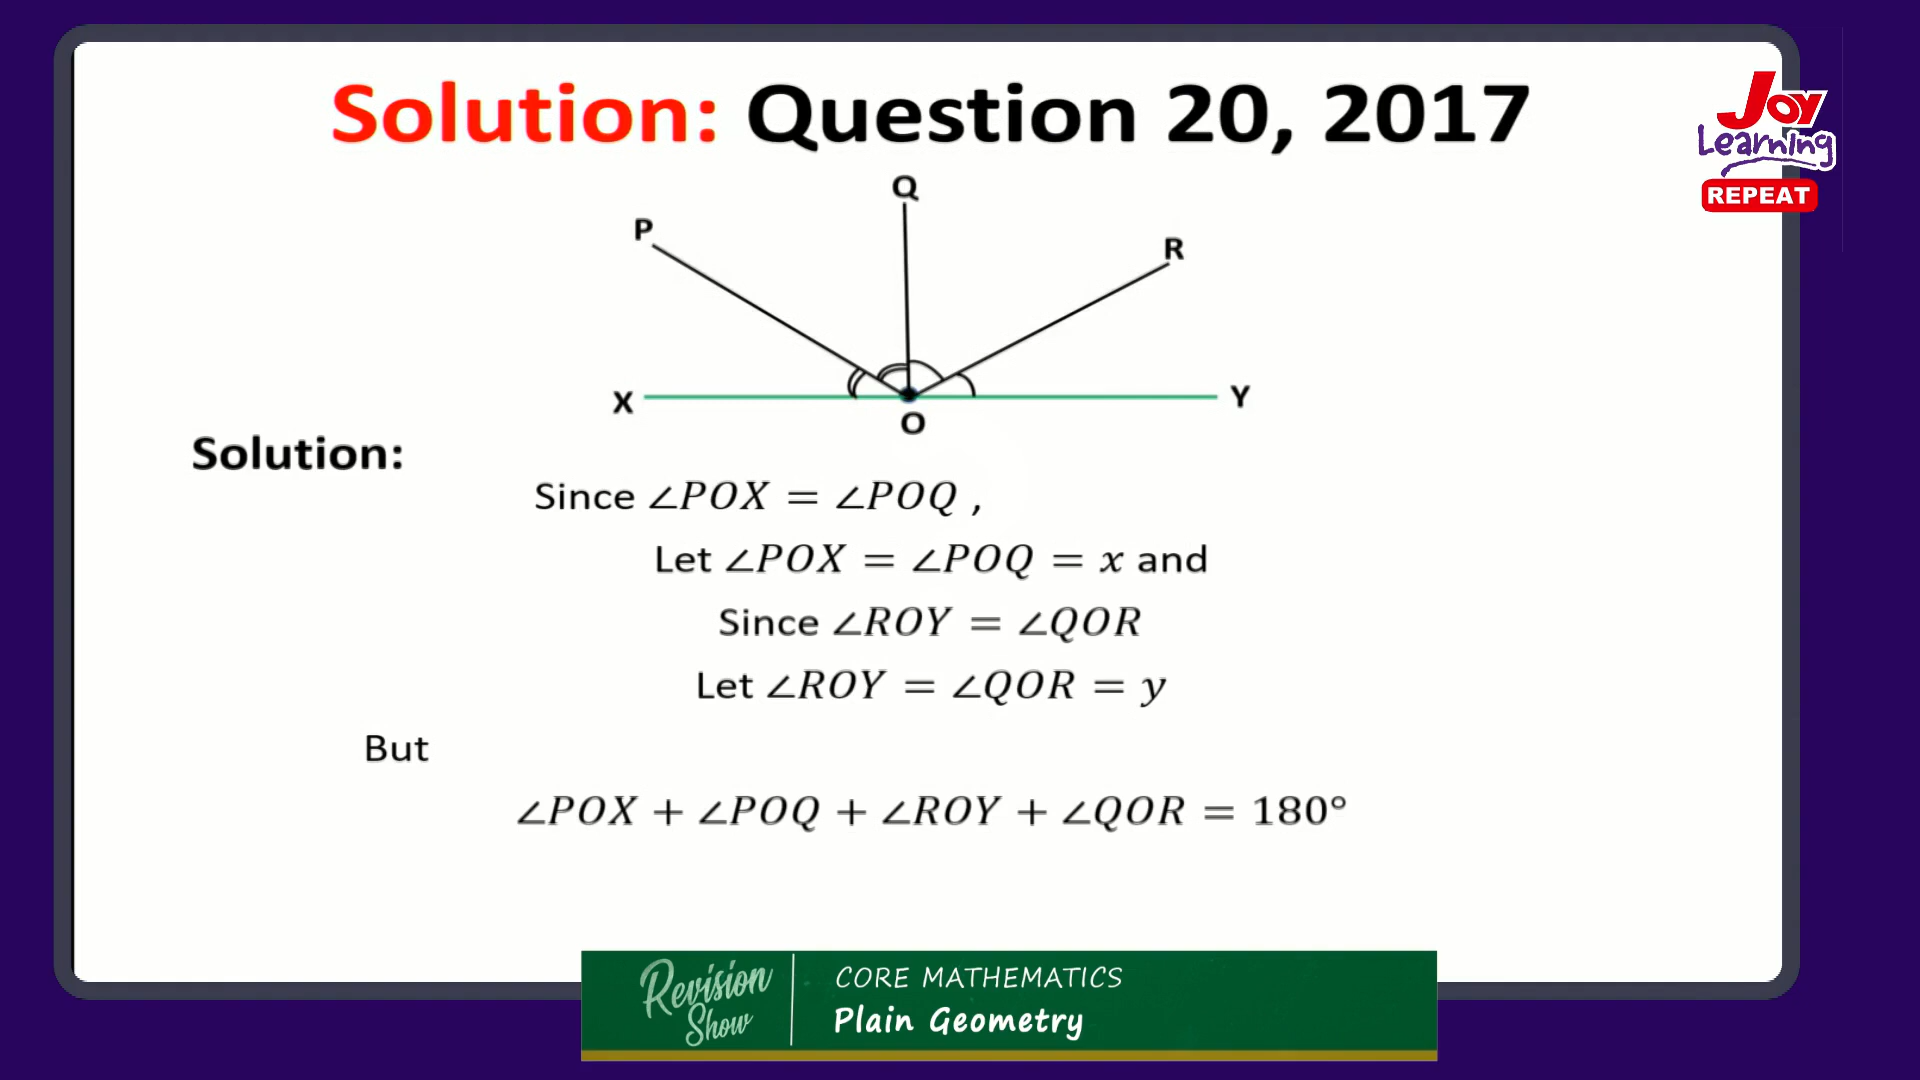 Solution: Question 20, 2017
Joy
Learning
REPEAT
Q
P
R
X
Y
O
Solution:
Since ∠POX = ∠POQ ,
Let ∠POX = ∠POQ = x and
Since ∠ROY = ∠QOR
Let ∠ROY = ∠QOR = y
But
∠POX + ∠POQ + ∠ROY + ∠QOR = 180°
Revision
Show
CORE MATHEMATICS
Plain Geometry